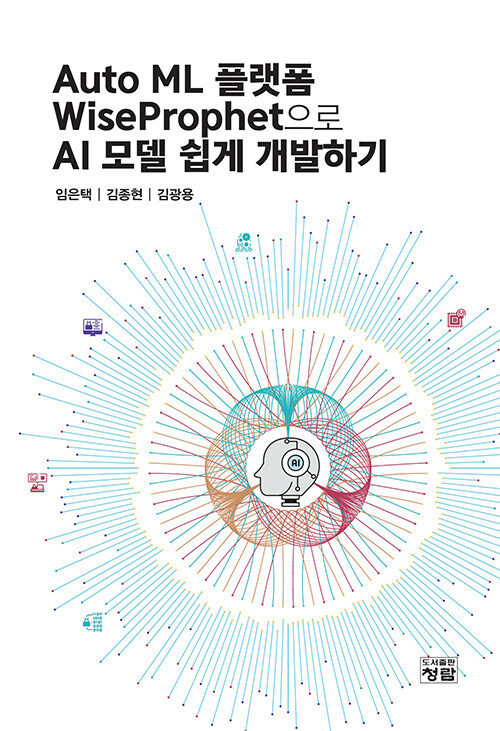 Auto ML 플랫폼
WiseProphet으로
AI 모델 쉽게 개발하기
임은택 | 김종현 | 김광용
AI
도서출판
청람